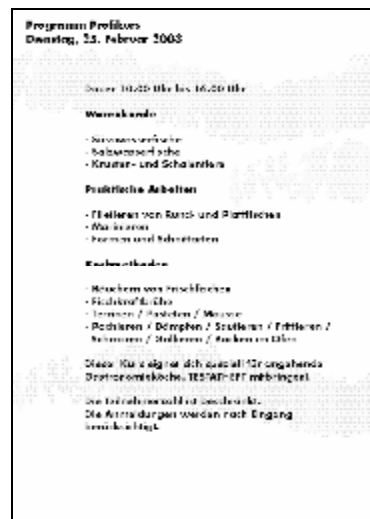 Programm Profikurs
Dienstag, 25. Februar 2003
Dauer 10.00 Uhr bis 16.00 Uhr
Warenkunde
- Süsswasserfische
- Salzwasserfische
- Krusten- und Schalentiere
Praktische Arbeiten
- Filetieren von Rund- und Plattfischen
- Marinieren
- Formen und Schnittarten
Kochmethoden
- Räuchern von Frischfischen
- Fischkraftbrühe
- Terrinen / Pasteten / Mousse
- Pochieren / Dämpfen / Sautieren / Frittieren /
Schmoren / Grillieren / Backen im Ofen
Dieser Kurs eignet sich speziell für angehende
Gastronomieköche. TESTATHEFT mitbringen!
Die Teilnehmerzahl ist beschränkt.
Die Anmeldungen werden nach Eingang
berücksichtigt.